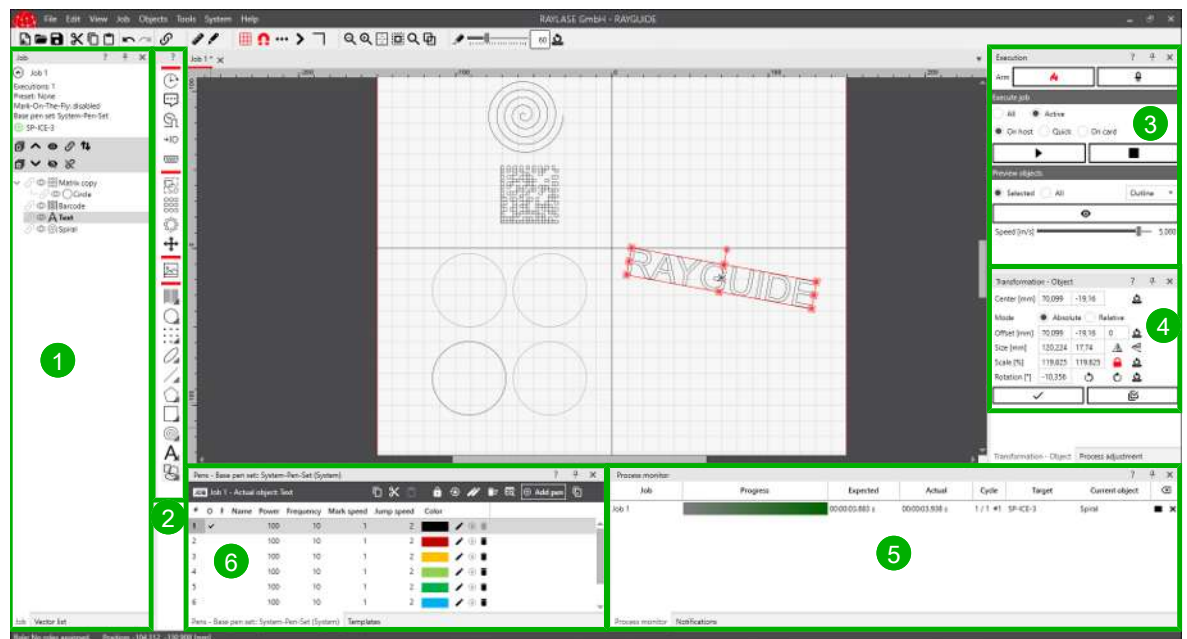 File Edit View Job Objects Tools System Help
RAYLASE GmbH - RAYGUIDE
60
Job
?
Job 1
Executions: 1
Preset: None
Mark-On-The-Fly: disabled
Base pen set: System-Pen-Set
SP-ICE-3
Matrix copy
Circle
Barcode
A Text
Spiral
1
Job Vector list
?
2
Job 1 *
-200 -100 0 100 200
100
0
RAYGUIDE
Execution ?
Arm
Execute job
All Active
On host Quick On card
3
Preview objects
Selected All Outline
Speed [m/s] 5.000
Transformation - Object ?
Center [mm] 70,099 -19,16
Mode Absolute Relative
Offset [mm] 70,099 -19,16 0
Size [mm] 120,224 17,74
Scale [%] 119,825 119,825
Rotation [°] -10,356
4
Transformation - Object Process adjustment
Pens - Base pen set: System-Pen-Set (System) ?
Job 1 - Actual object: Text Add pen
# O I Name Power Frequency Mark speed Jump speed Color
1 100 10 1 2
2 100 10 1 2
3 100 10 1 2
4 100 10 1 2
5 100 10 1 2
6 100 10 1 2
6
Pens - Base pen set: System-Pen-Set (System) Templates
Process monitor ?
Job Progress Expected Actual Cycle Target Current object
Job 1 00:00:03.883 s 00:00:03.938 s 1 / 1 #1 SP-ICE-3 Spiral
5
Process monitor Notifications